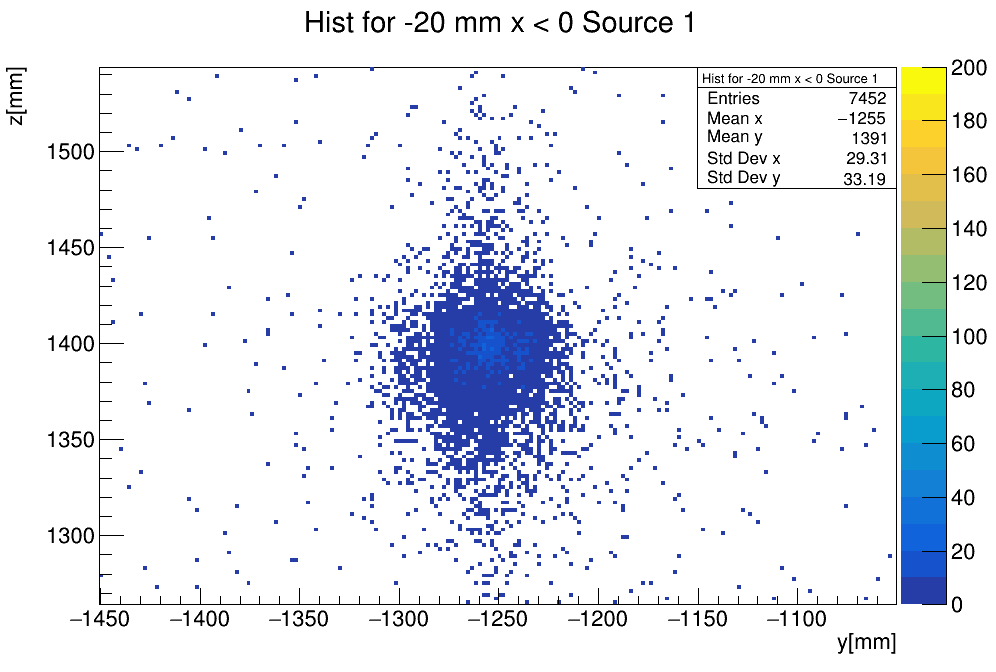 Hist for -20 mm x < 0 Source 1
z[mm]
Hist for -20 mm x < 0 Source 1
Entries 7452
Mean x −1255
Mean y 1391
Std Dev x 29.31
Std Dev y 33.19
1500
1450
1400
1350
1300
−1450 −1400 −1350 −1300 −1250 −1200 −1150 −1100
y[mm]
200
180
160
140
120
100
80
60
40
20
0